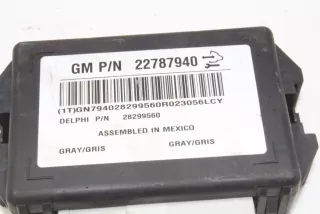 GM P/N 22787940
(1T)GN794028299560R023056LCY
DELPHI P/N 28299560
ASSEMBLED IN MEXICO
GRAY/GRIS GRAY/GRIS